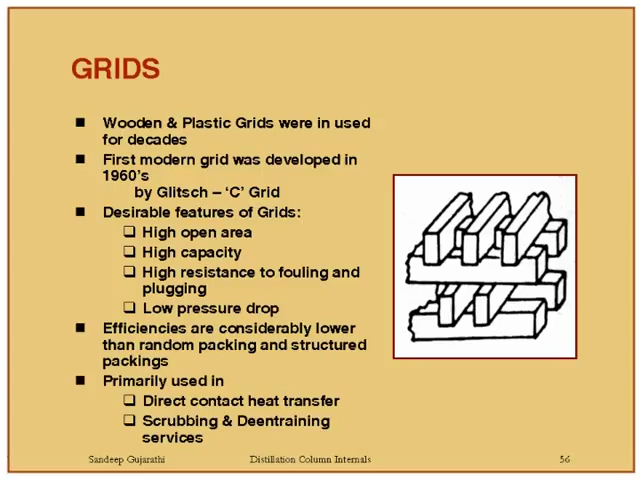 GRIDS
■ Wooden & Plastic Grids were in used
for decades
■ First modern grid was developed in
1960's
by Glitsch – 'C' Grid
■ Desirable features of Grids:
❑ High open area
❑ High capacity
❑ High resistance to fouling and
plugging
❑ Low pressure drop
■ Efficiencies are considerably lower
than random packing and structured
packings
■ Primarily used in
❑ Direct contact heat transfer
❑ Scrubbing & Deentraining
services
Sandeep Gujarathi Distillation Column Internals 56